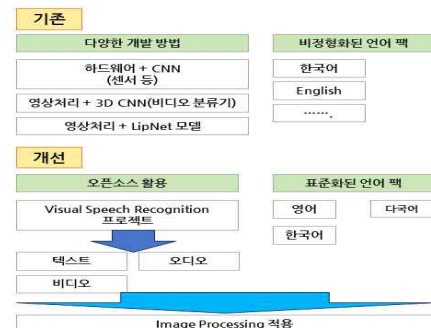 기존
다양한 개발 방법
비정형화된 언어 팩
하드웨어 + CNN
(센서 등)
한국어
영상처리 + 3D CNN(비디오 분류기)
English
영상처리 + LipNet 모델
…….
개선
오픈소스 활용
표준화된 언어 팩
Visual Speech Recognition
프로젝트
영어
다국어
한국어
텍스트
오디오
비디오
Image Processing 적용